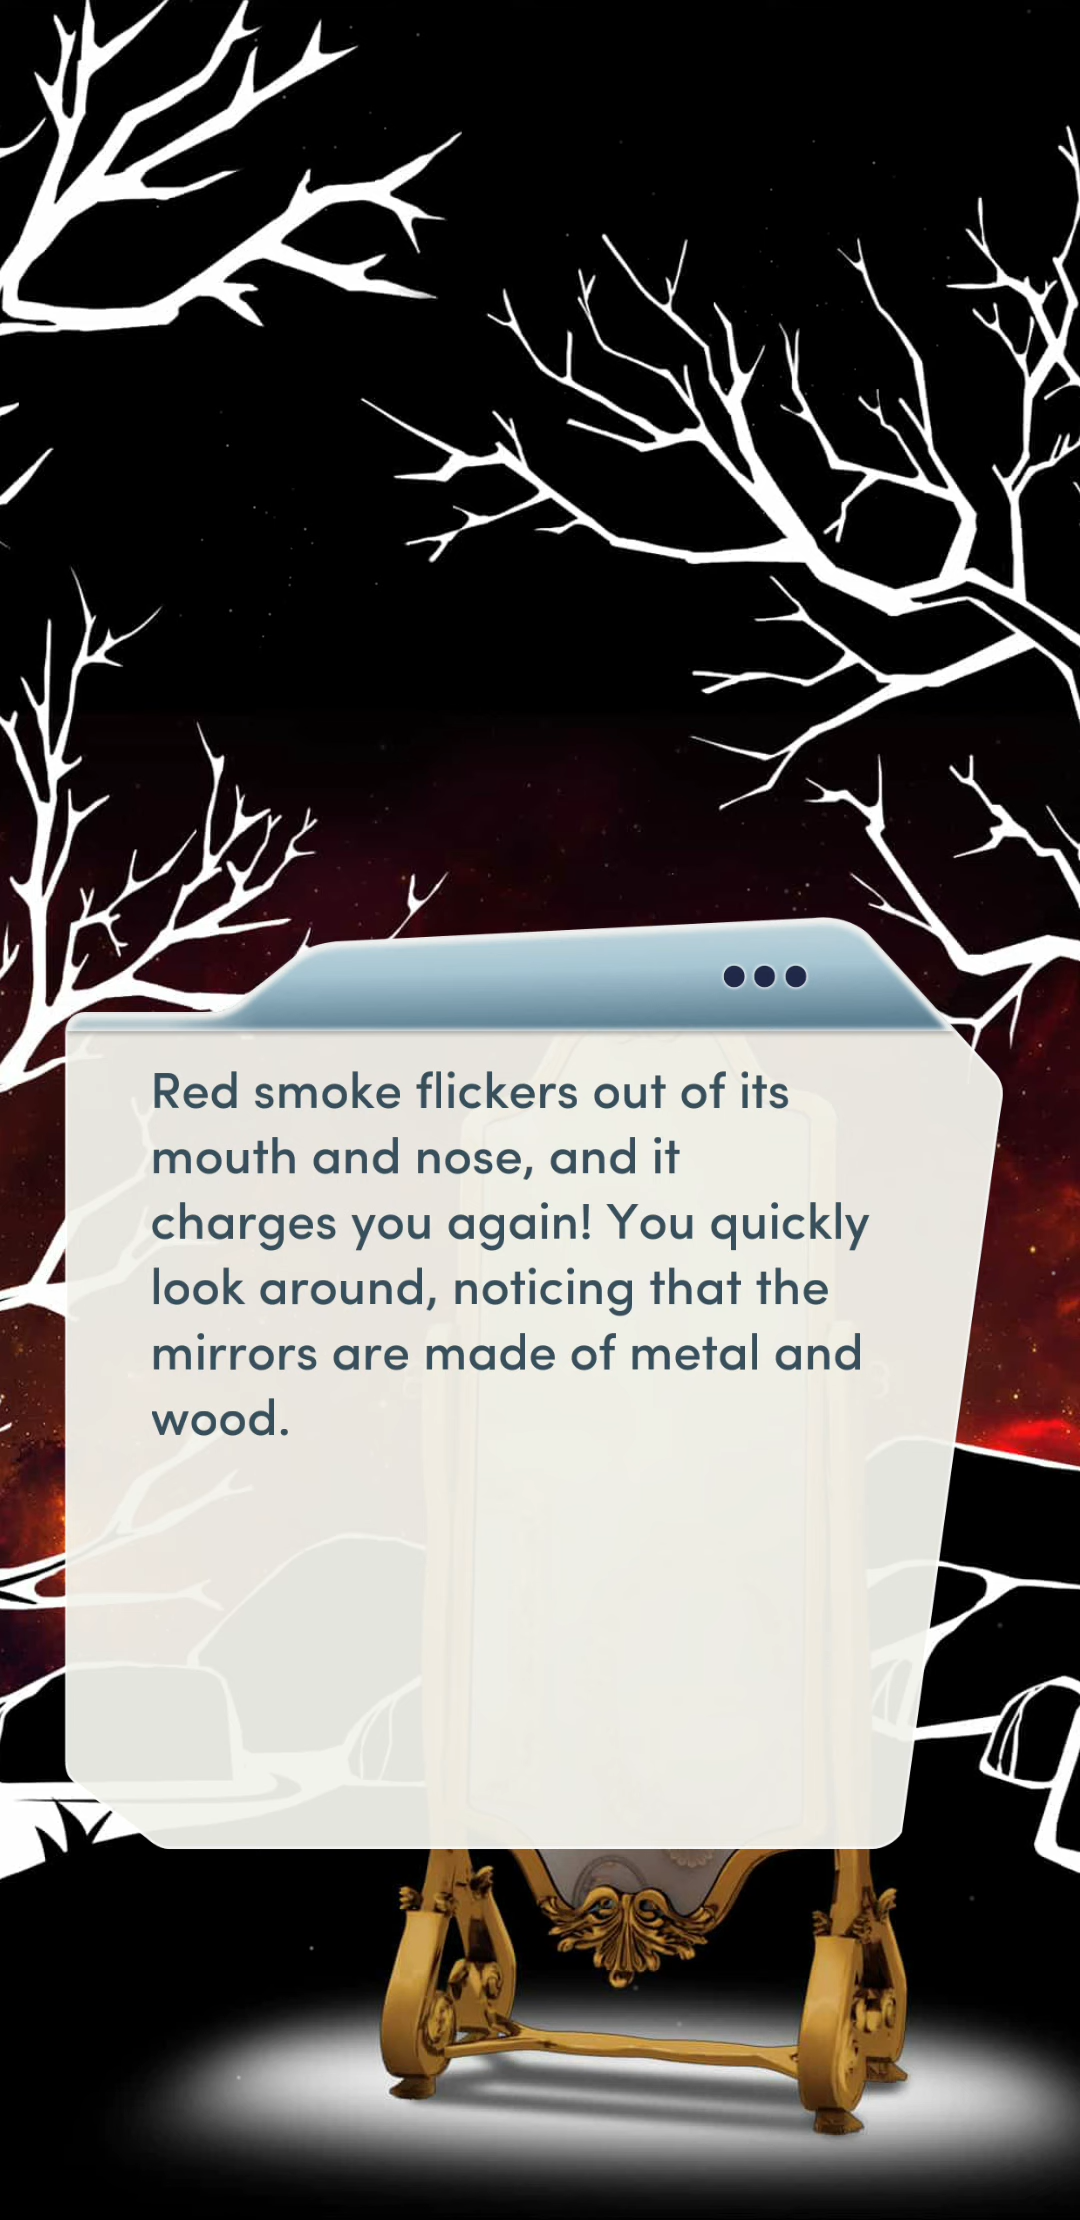 Red smoke flickers out of its
mouth and nose, and it
charges you again! You quickly
look around, noticing that the
mirrors are made of metal and
wood.